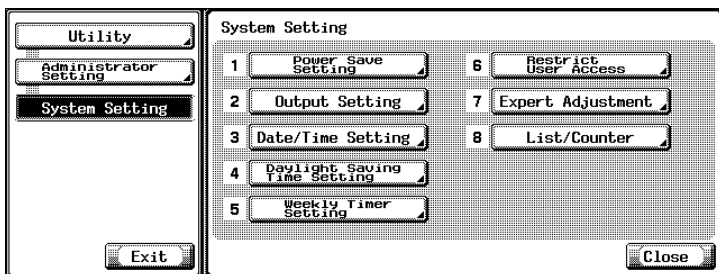 Utility
Administrator
Setting
System Setting
Exit
System Setting
1 Power Save
Setting
2 Output Setting
3 Date/Time Setting
4 Daylight Saving
Time Setting
5 Weekly Timer
Setting
6 Restrict
User Access
7 Expert Adjustment
8 List/Counter
Close